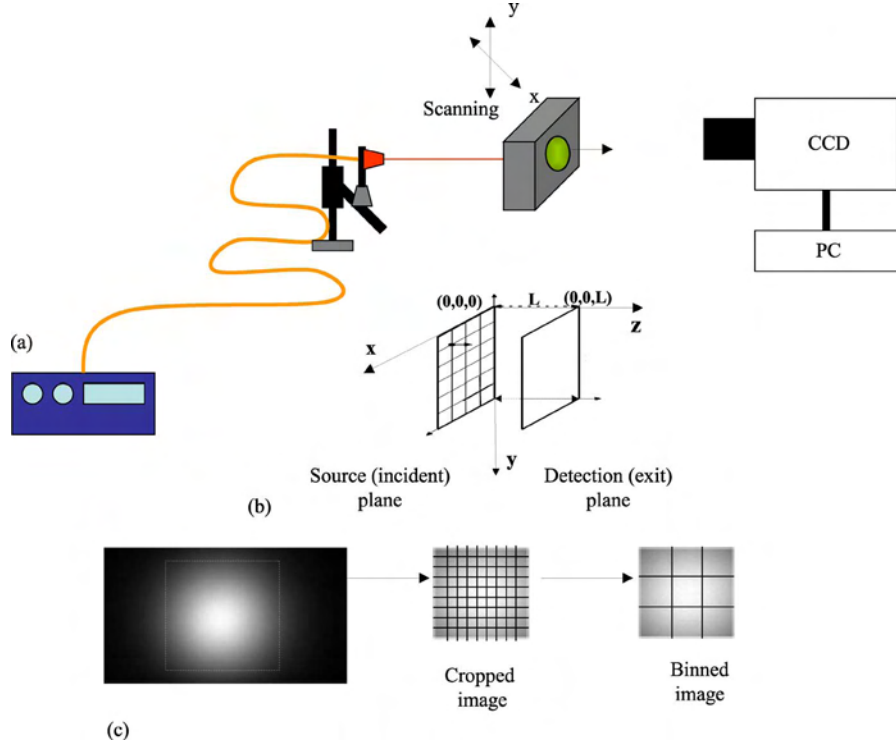 y
x
Scanning
CCD
PC
(a)
(0,0,0)
L
(0,0,L)
z
x
y
Source (incident)
plane
Detection (exit)
plane
(b)
Cropped
image
Binned
image
(c)